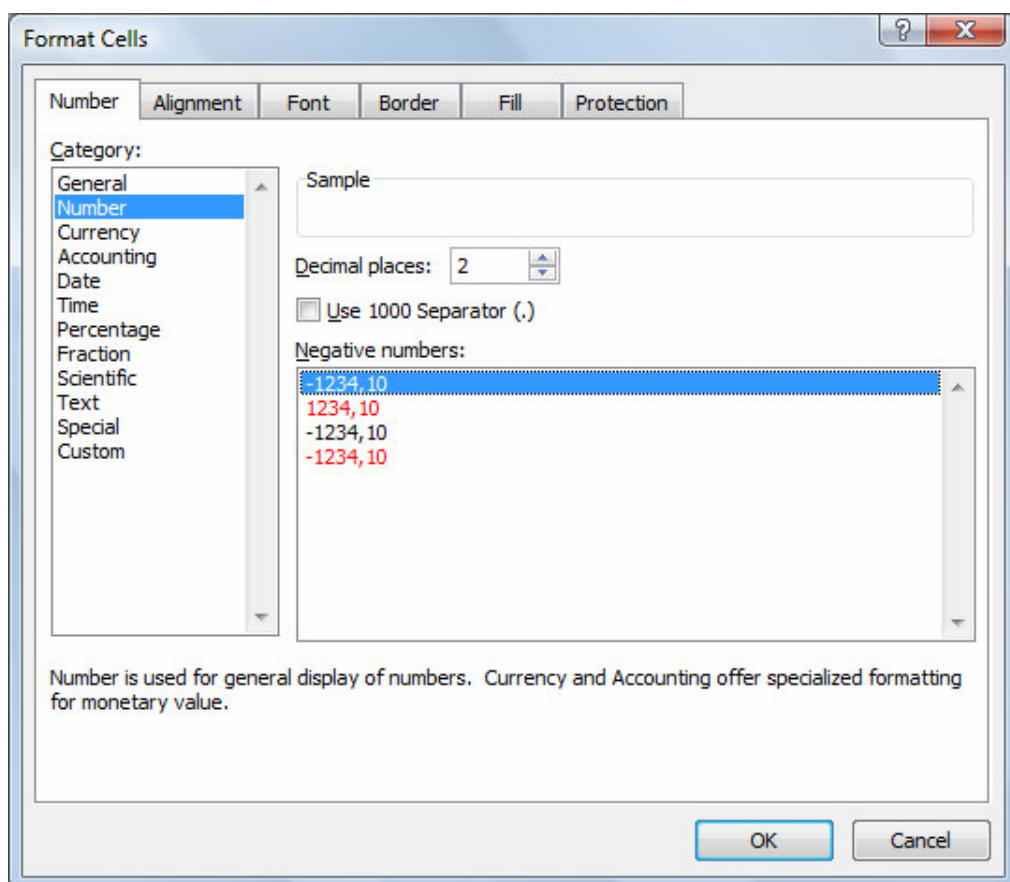 Format Cells
Number Alignment Font Border Fill Protection
Category:
General
Number
Currency
Accounting
Date
Time
Percentage
Fraction
Scientific
Text
Special
Custom
Sample
Decimal places: 2
Use 1000 Separator (.)
Negative numbers:
-1234,10
1234,10
-1234,10
-1234,10
Number is used for general display of numbers. Currency and Accounting offer specialized formatting
for monetary value.
OK Cancel